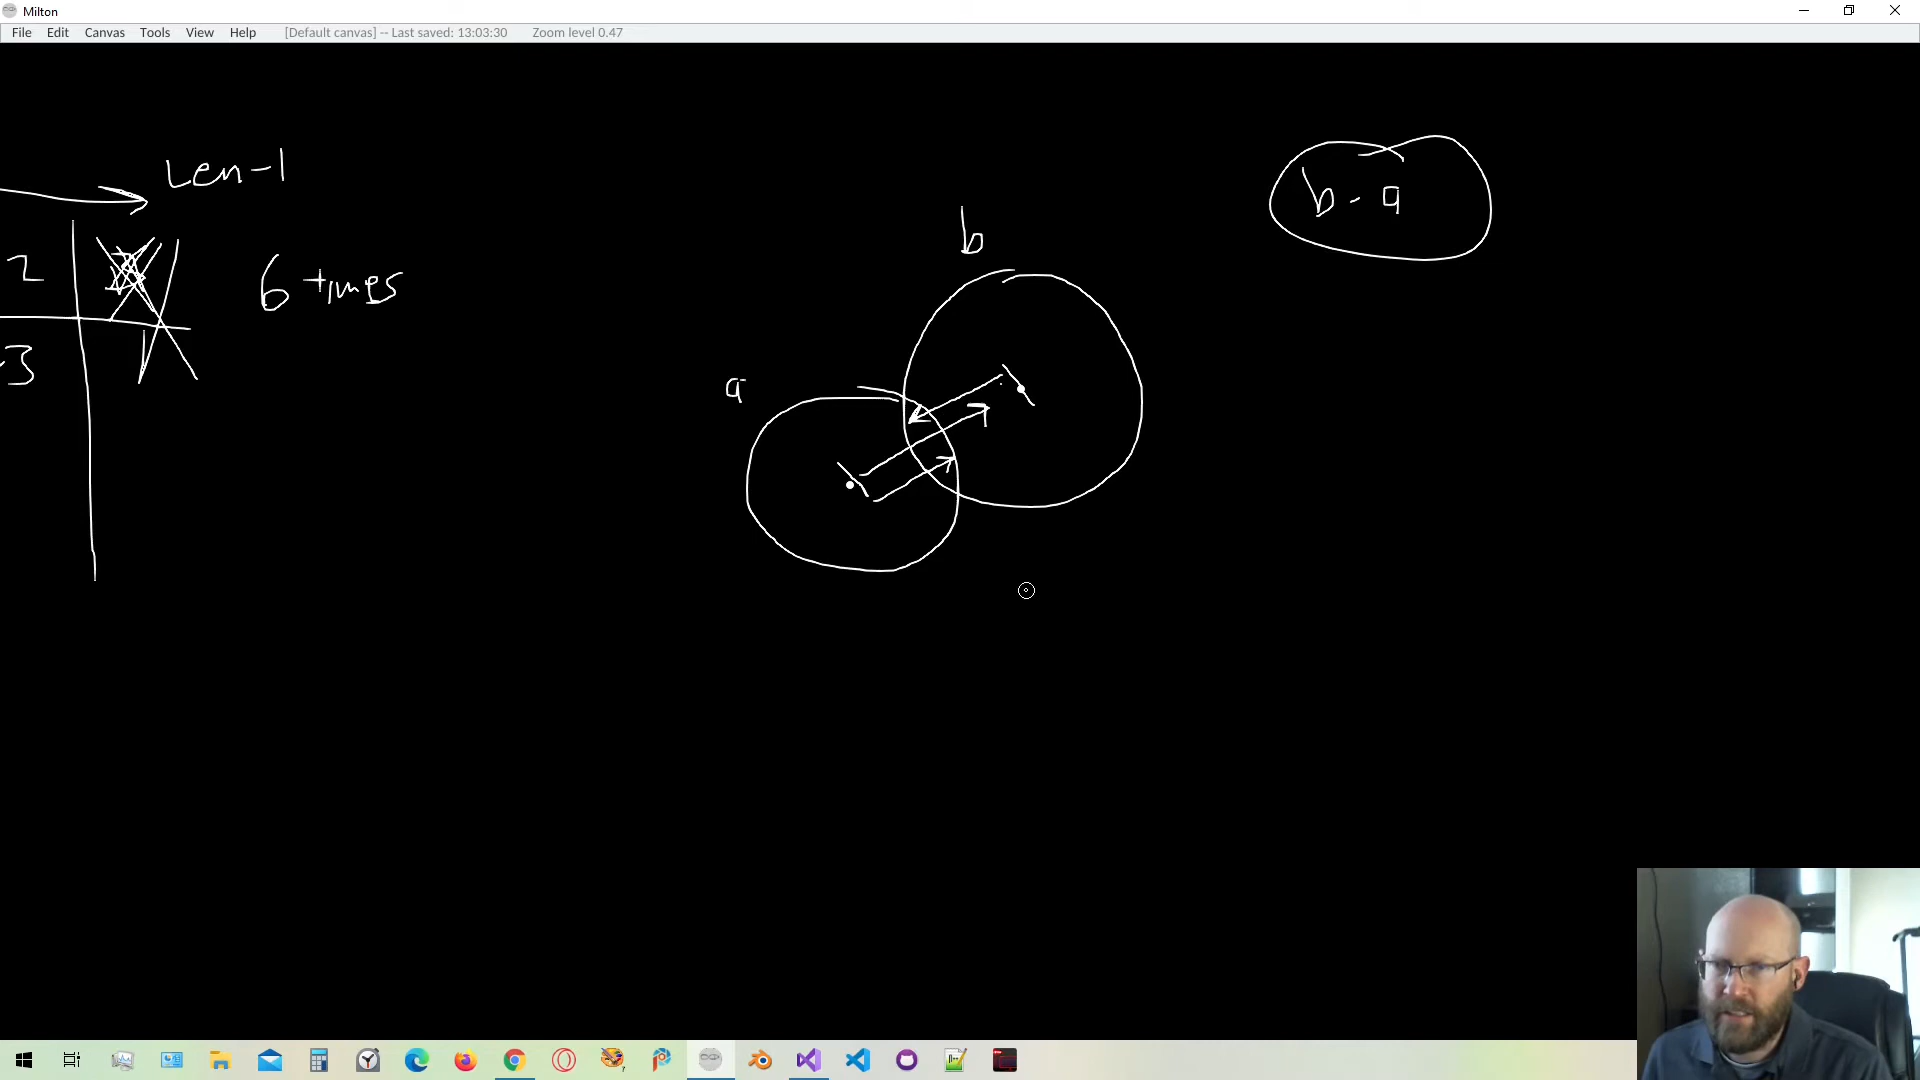 Milton
File Edit Canvas Tools View Help [Default canvas] -- Last saved: 13:03:30 Zoom level 0.47
Len-1
b - a
b
2
6 times
3
a